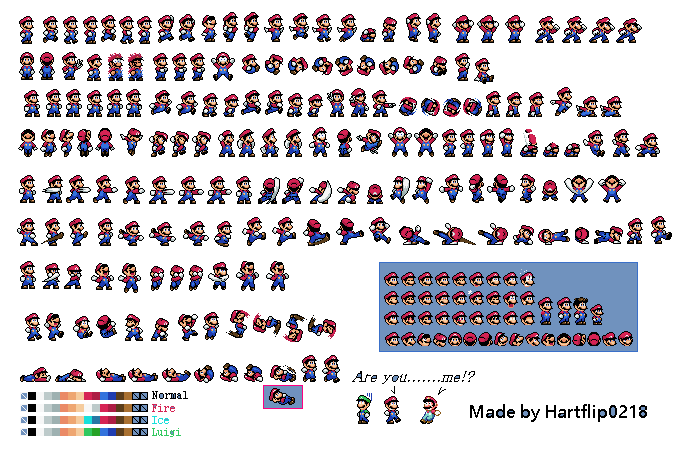 Are you.......me!?
Normal
Fire
Ice
Luigi
Made by Hartflip0218